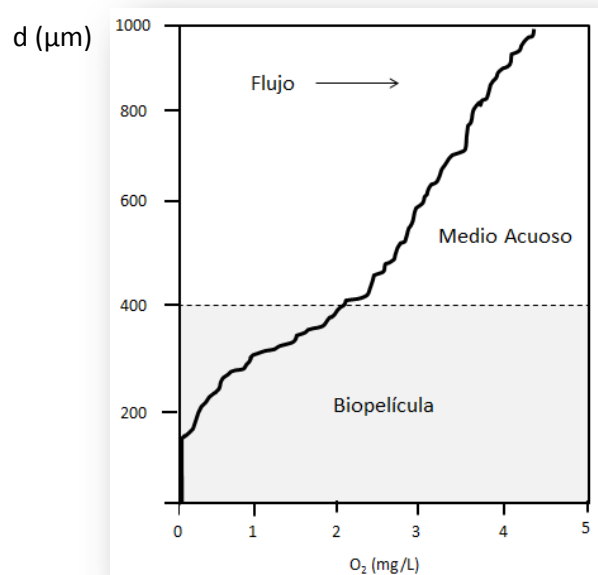 d (µm)
1000
800
600
400
200
Flujo
Medio Acuoso
Biopelícula
0 1 2 3 4 5
O₂ (mg/L)